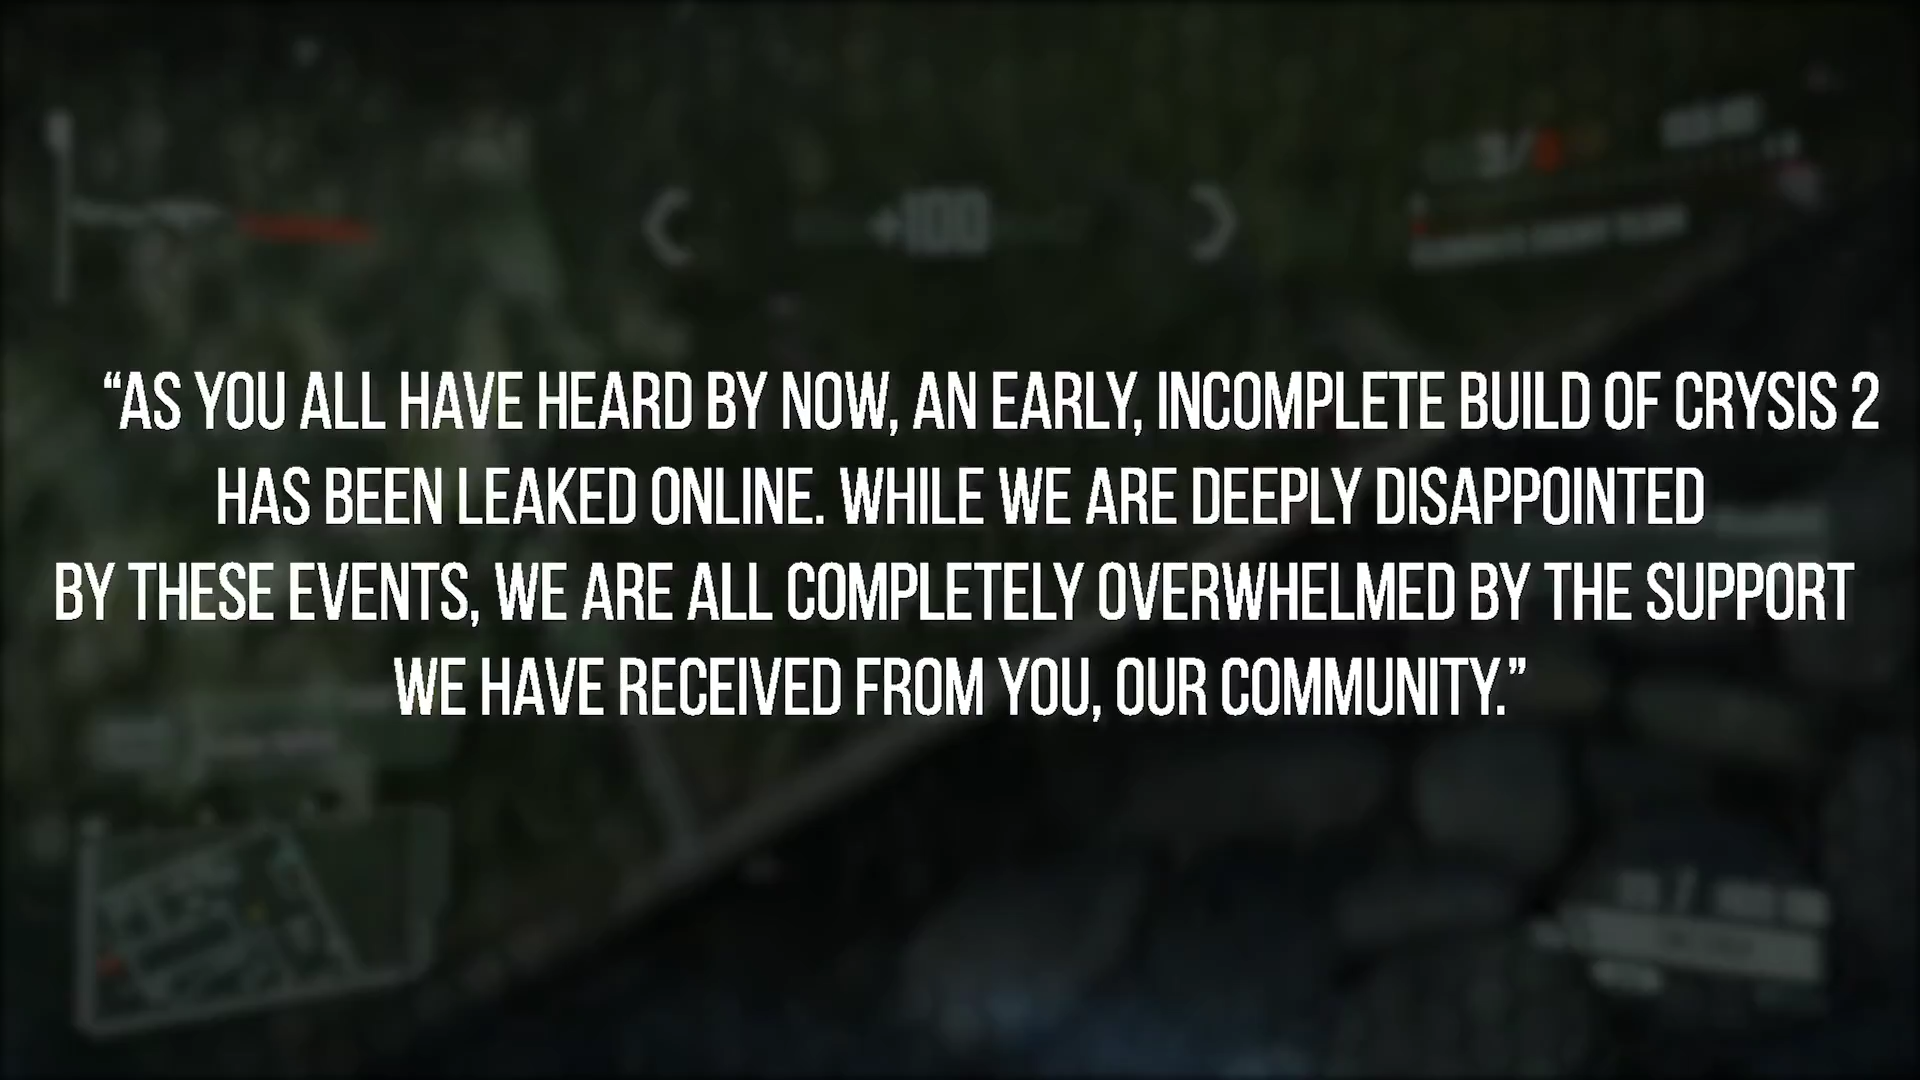 +100
“AS YOU ALL HAVE HEARD BY NOW, AN EARLY, INCOMPLETE BUILD OF CRYSIS 2
HAS BEEN LEAKED ONLINE. WHILE WE ARE DEEPLY DISAPPOINTED
BY THESE EVENTS, WE ARE ALL COMPLETELY OVERWHELMED BY THE SUPPORT
WE HAVE RECEIVED FROM YOU, OUR COMMUNITY.”